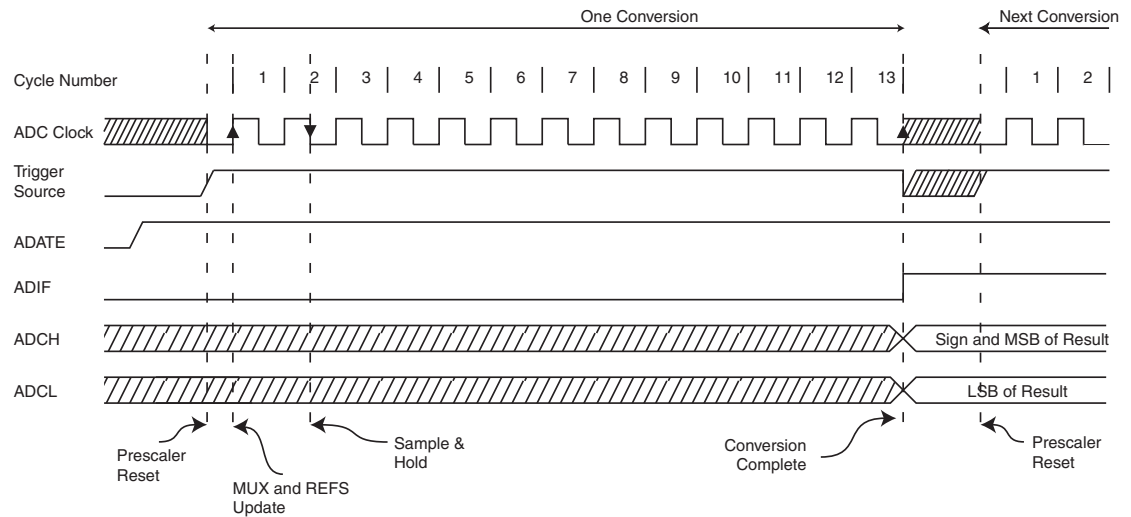 One Conversion
Next Conversion
Cycle Number
1 2 3 4 5 6 7 8 9 10 11 12 13 1 2
ADC Clock
Trigger
Source
ADATE
ADIF
ADCH
Sign and MSB of Result
ADCL
LSB of Result
Prescaler
Reset
MUX and REFS
Update
Sample &
Hold
Conversion
Complete
Prescaler
Reset